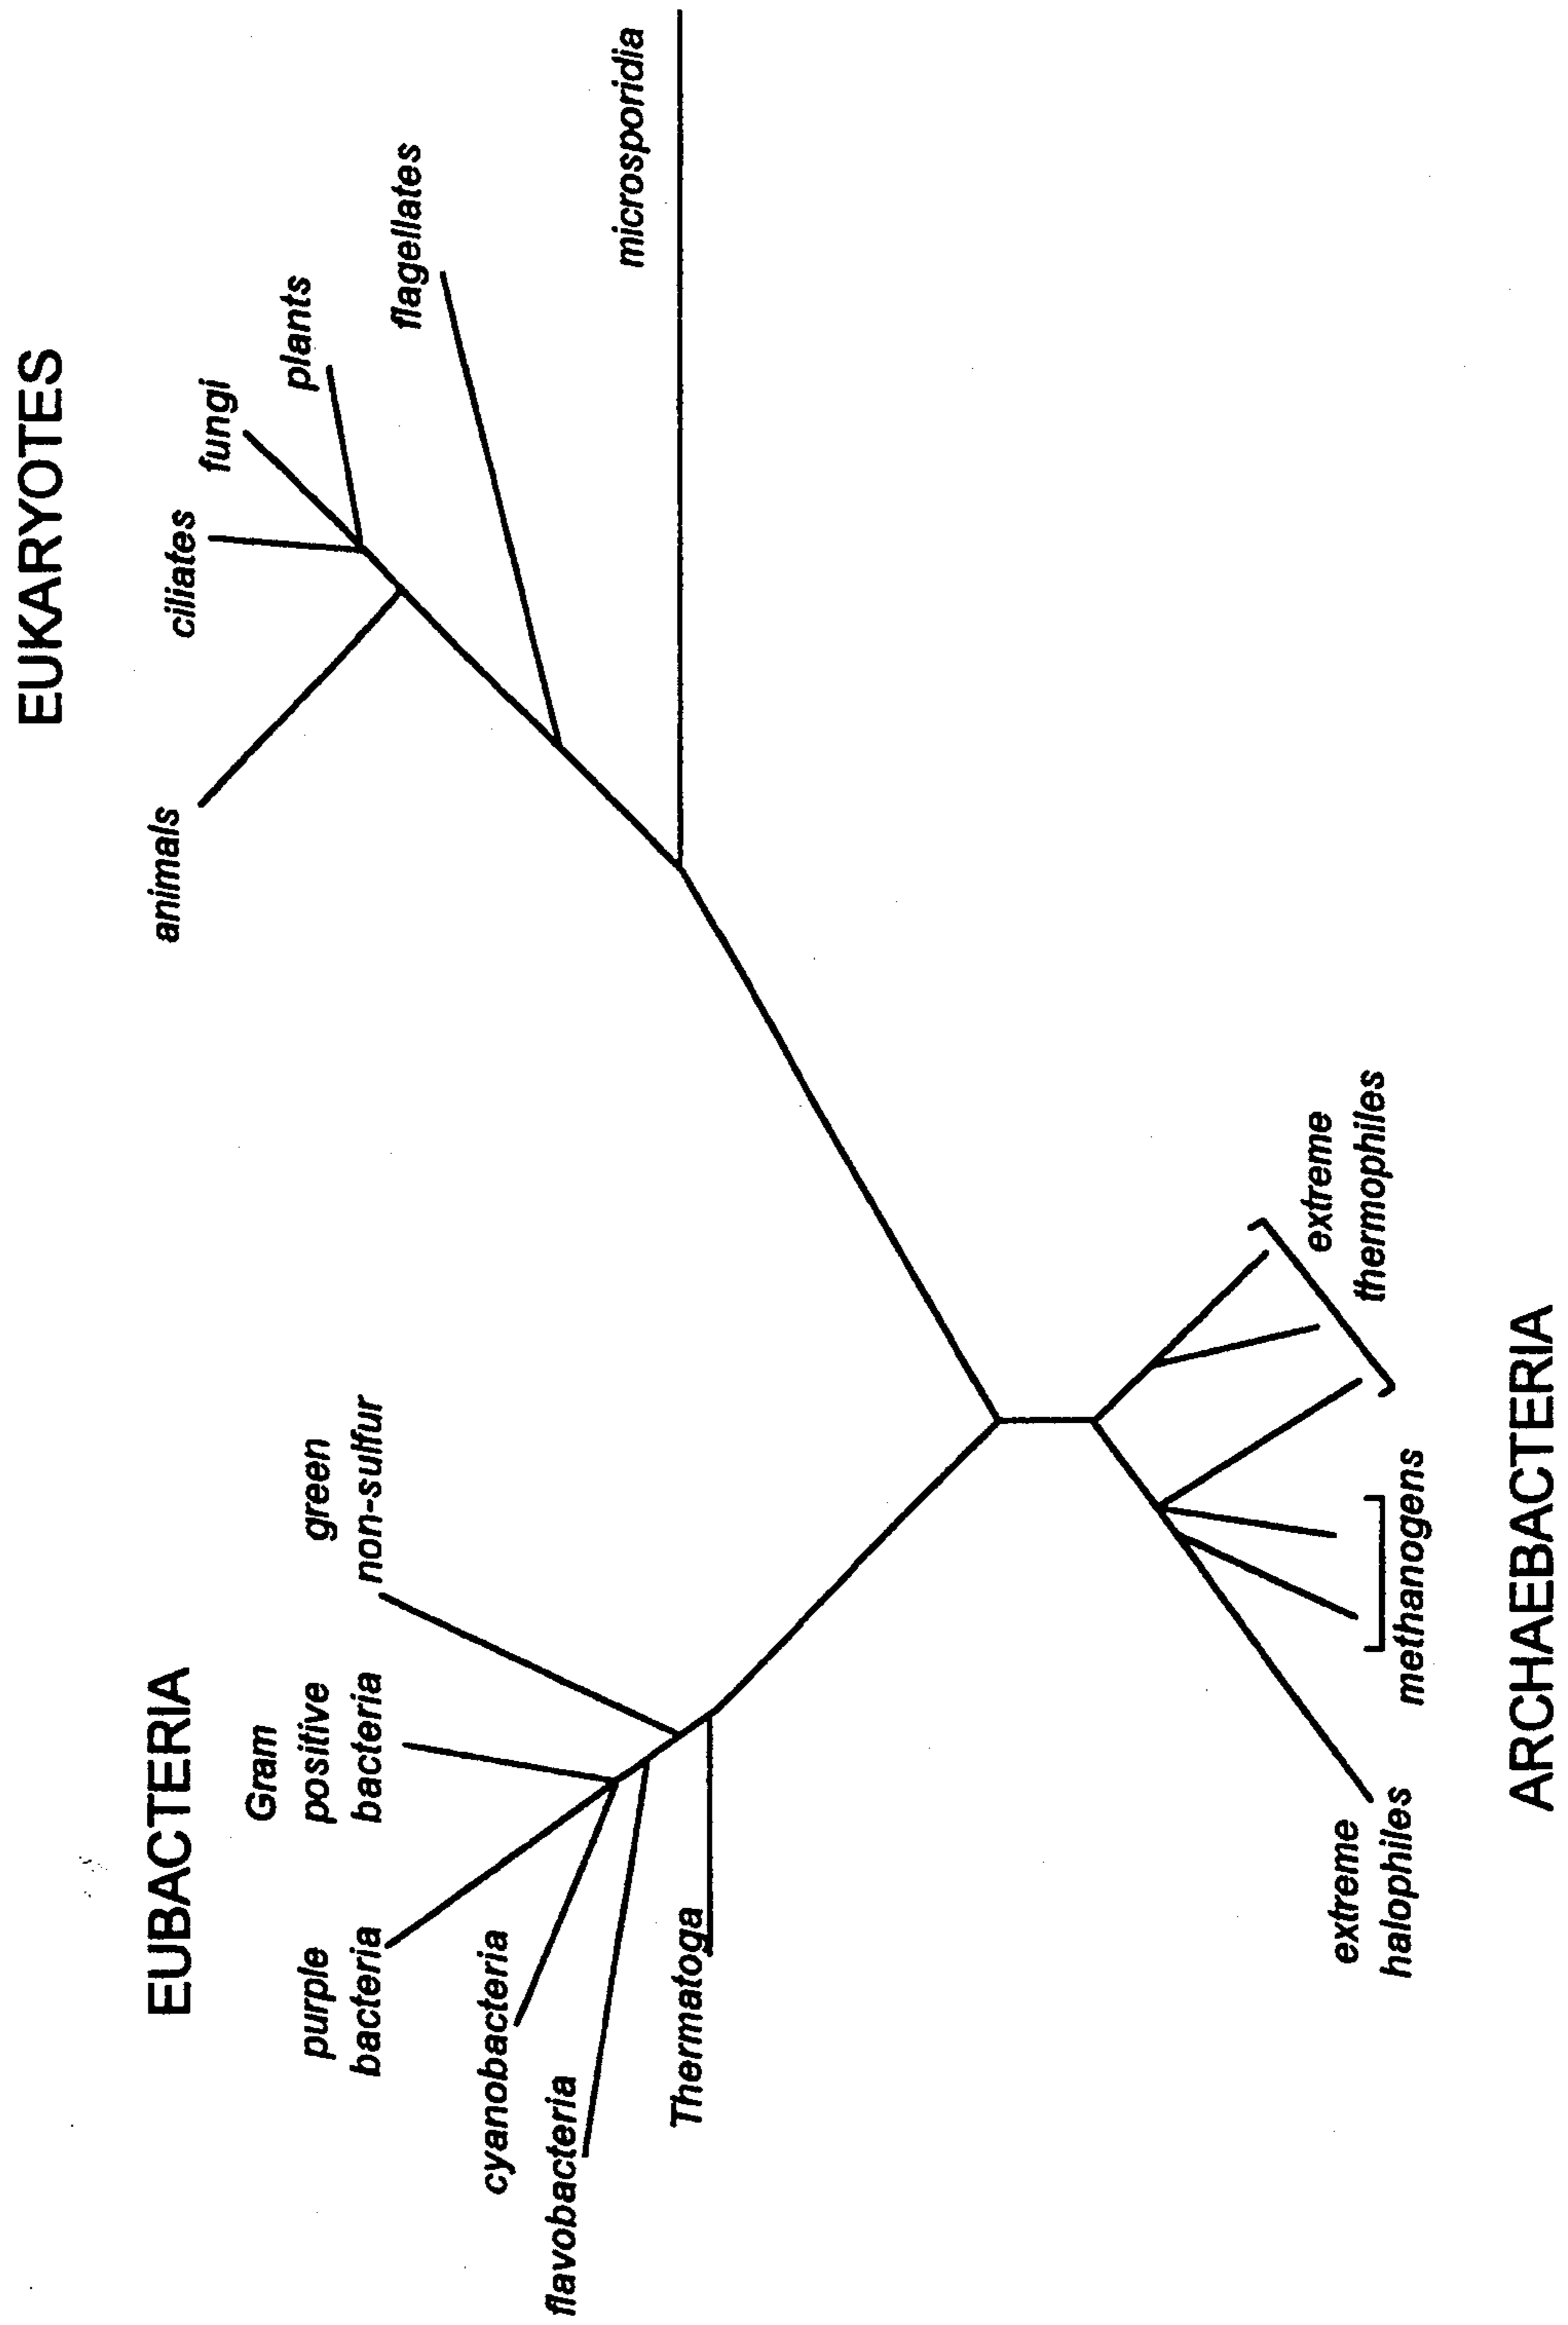 EUBACTERIA
EUKARYOTES
purple
bacteria
Gram
positive
bacteria
green
non-sulfur
cyanobacteria
flavobacteria
Thermatoga
animals
ciliates
fungi
plants
flagellates
microsporidia
extreme
halophiles
methanogens
extreme
thermophiles
ARCHAEBACTERIA